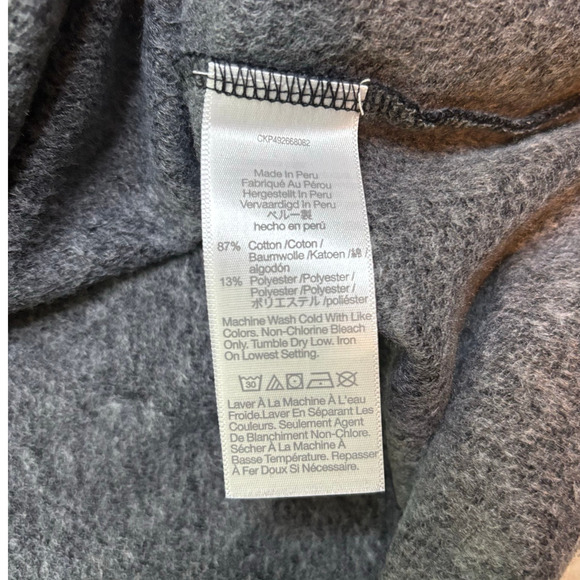 CKP492668082
Made In Peru
Fabriqué Au Pérou
Hergestellt In Peru
Vervaardigd In Peru
ペルー製
hecho en perú
87% Cotton /Coton /
Baumwolle /Katoen /綿 /
algodón
13% Polyester /Polyester /
Polyester /Polyester /
ポリエステル /poliéster
Machine Wash Cold With Like
Colors. Non-Chlorine Bleach
Only. Tumble Dry Low. Iron
On Lowest Setting.
30
Laver À La Machine À L'eau
Froide.Laver En Séparant Les
Couleurs. Seulement Agent
De Blanchiment Non-Chlore.
Sécher À La Machine À
Basse Température. Repasser
À Fer Doux Si Nécessaire.